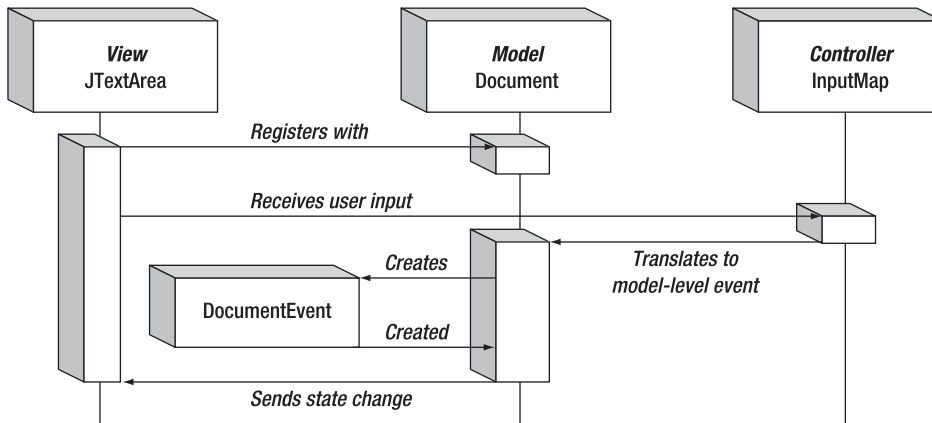 View
JTextArea
Model
Document
Controller
InputMap
Registers with
Receives user input
Translates to
model-level event
Creates
DocumentEvent
Created
Sends state change